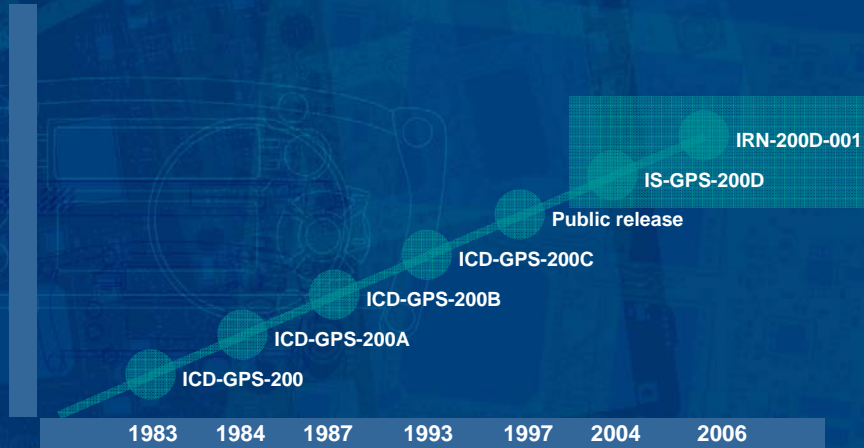 IRN-200D-001
IS-GPS-200D
Public release
ICD-GPS-200C
ICD-GPS-200B
ICD-GPS-200A
ICD-GPS-200
1983 1984 1987 1993 1997 2004 2006